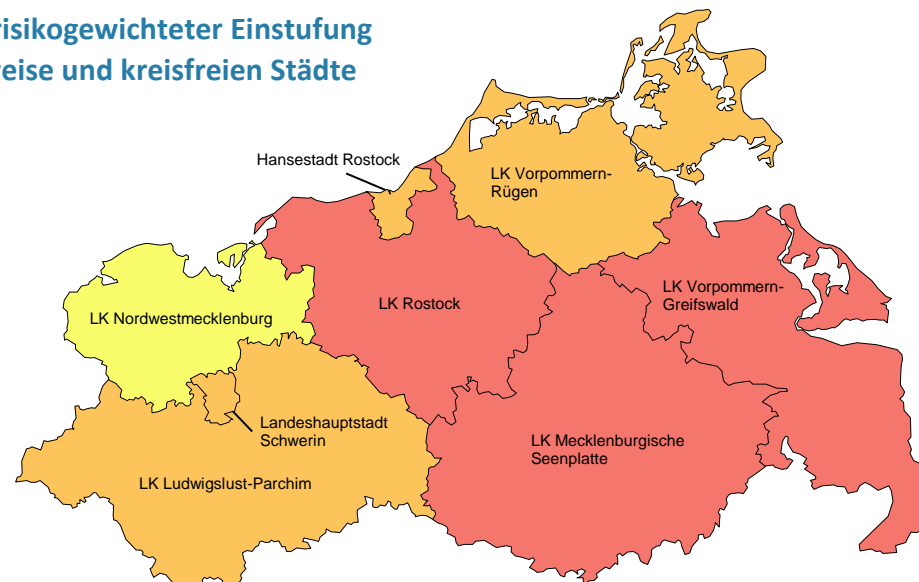 risikogewichteter Einstufung
reise und kreisfreien Städte
Hansestadt Rostock
LK Vorpommern-
Rügen
LK Vorpommern-
Greifswald
LK Rostock
LK Nordwestmecklenburg
Landeshauptstadt
Schwerin
LK Mecklenburgische
Seenplatte
LK Ludwigslust-Parchim